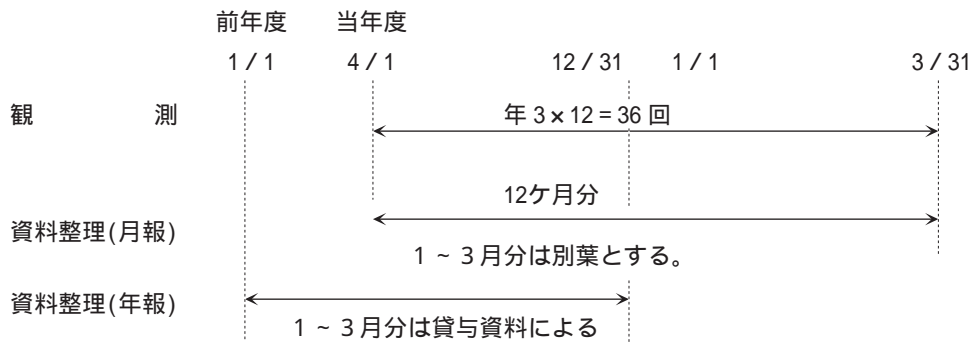 前年度　当年度
1 / 1　4 / 1　12 / 31　1 / 1　3 / 31
観　測　年 3 × 12 = 36 回
12ケ月分
資料整理(月報)
1 ~ 3 月分は別葉とする。
資料整理(年報)
1 ~ 3 月分は貸与資料による